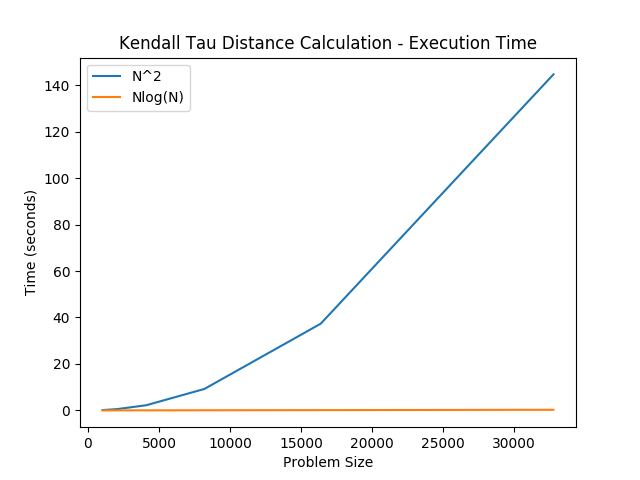 Kendall Tau Distance Calculation - Execution Time
N^2
Nlog(N)
140
120
100
80
60
40
20
0
Time (seconds)
0 5000 10000 15000 20000 25000 30000
Problem Size